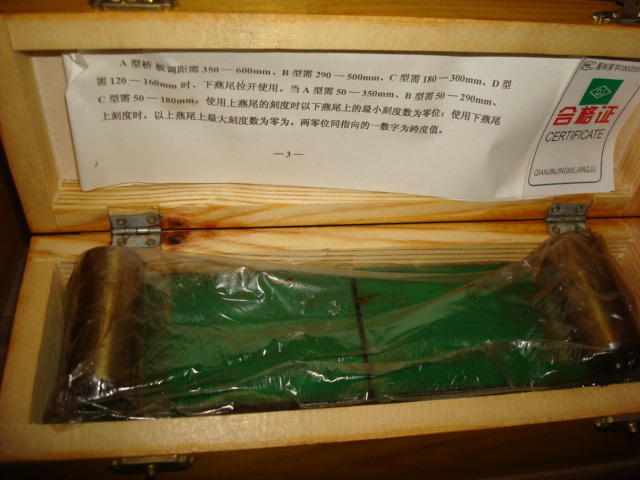 A 型桥板调距需 350—600mm、B 型需 290—500mm、C 型需 180—300mm、D 型
需 120—160mm 时、下燕尾拉开使用。当 A 型需 50—350mm、B 型需 50—290mm、
C 型需 50—180mm，使用上燕尾的刻度时以下燕尾上的最小刻度数为零位；使用下燕尾
上刻度时，以上燕尾上最大刻度数为零为。两零位同指向的一数字为跨度值。
—3—
MC
量制
合格证
CERTIFICATE
QIANJINJINGMILIANGJU